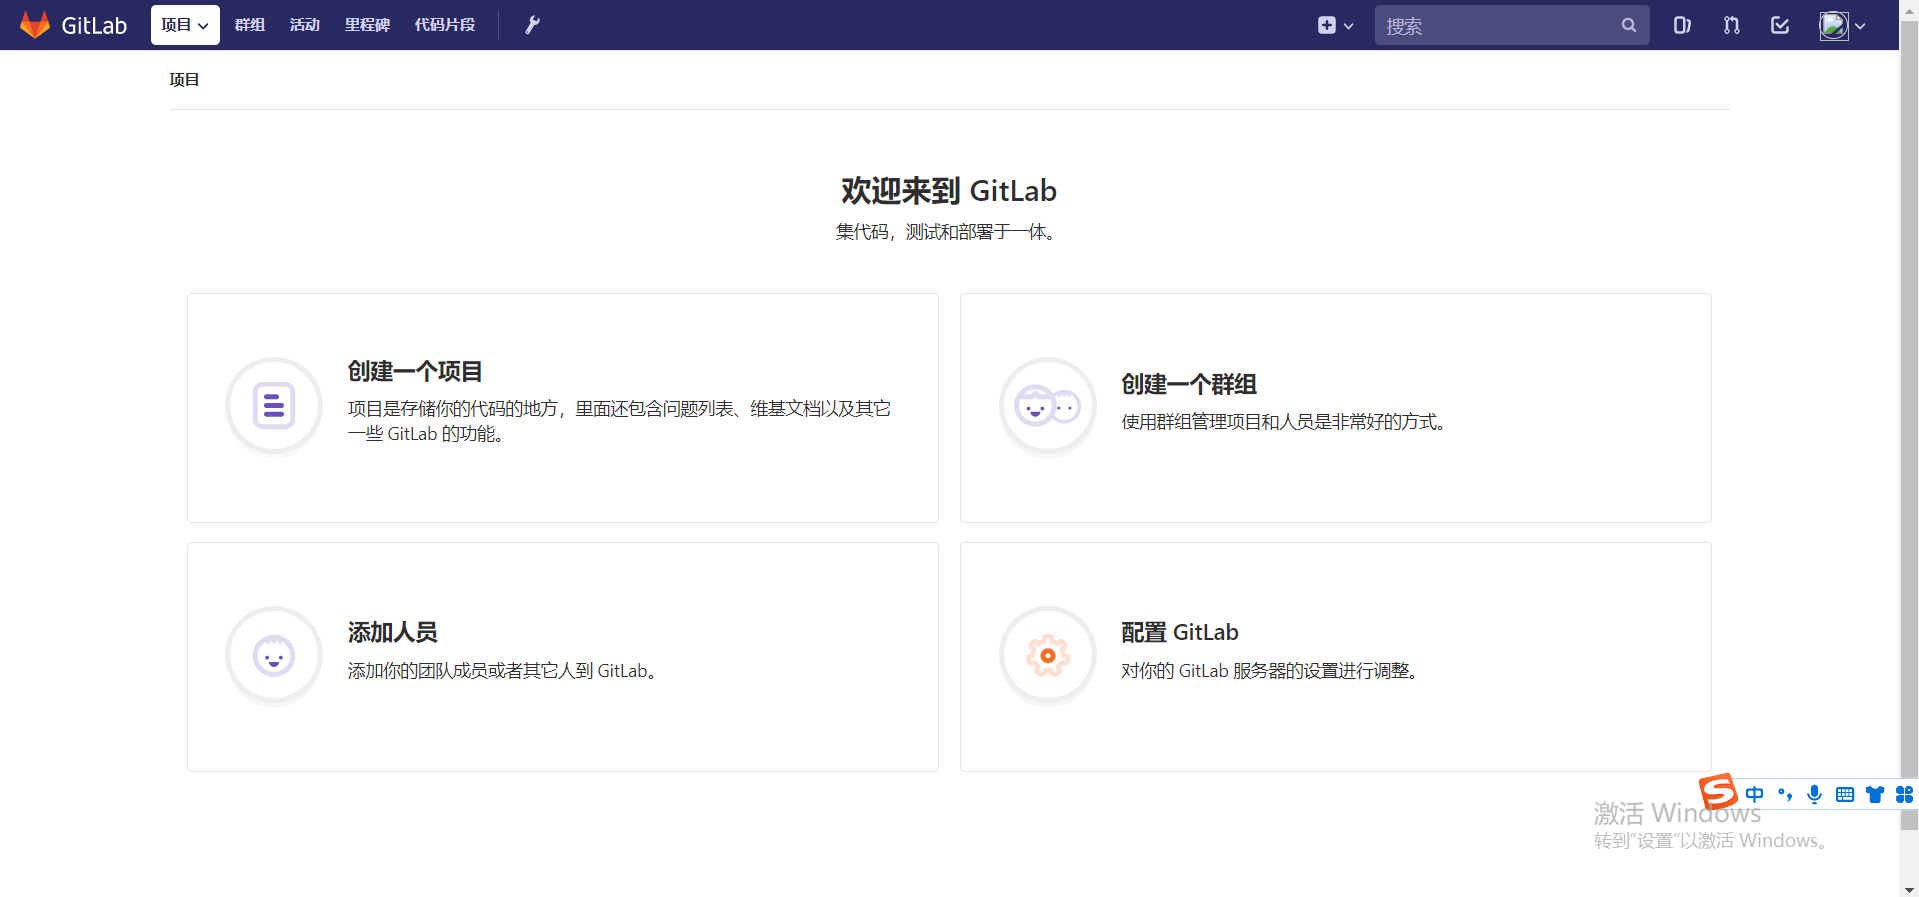 GitLab 项目 群组 活动 里程碑 代码片段 搜索
项目
欢迎来到 GitLab
集代码，测试和部署于一体。
创建一个项目
项目是存储你的代码的地方，里面还包含问题列表、维基文档以及其它
一些 GitLab 的功能。
创建一个群组
使用群组管理项目和人员是非常好的方式。
添加人员
添加你的团队成员或者其它人到 GitLab。
配置 GitLab
对你的 GitLab 服务器的设置进行调整。
S 中
激活 Windows
转到“设置”以激活 Windows。